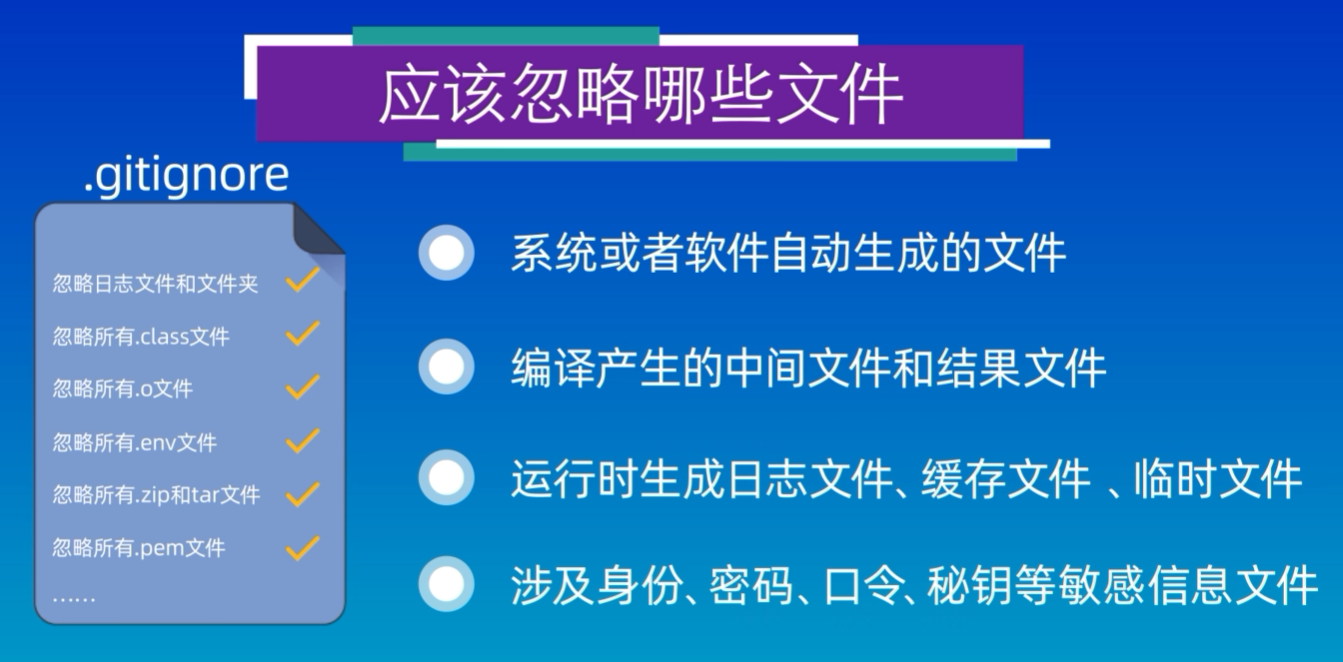 应该忽略哪些文件
.gitignore
忽略日志文件和文件夹
忽略所有.class文件
忽略所有.o文件
忽略所有.env文件
忽略所有.zip和tar文件
忽略所有.pem文件
……
系统或者软件自动生成的文件
编译产生的中间文件和结果文件
运行时生成日志文件、缓存文件 、临时文件
涉及身份、密码、口令、秘钥等敏感信息文件